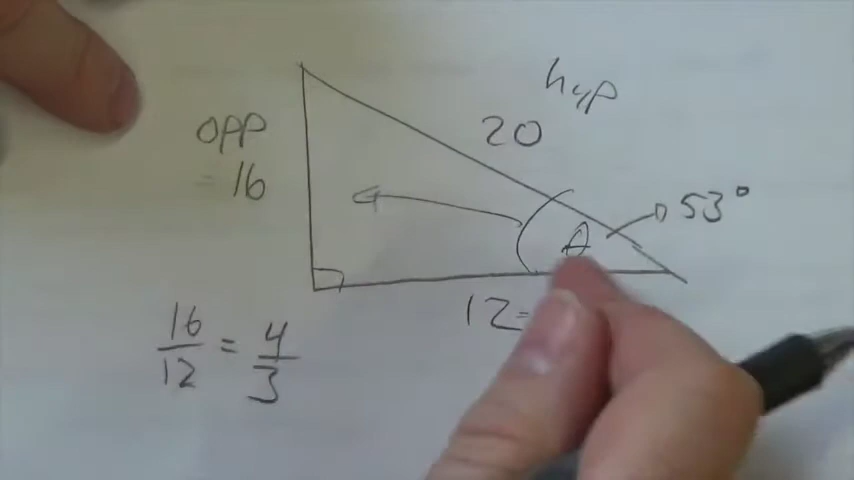 hyp
opp
= 16
20
A
53°
12 =
16/12 = 4/3